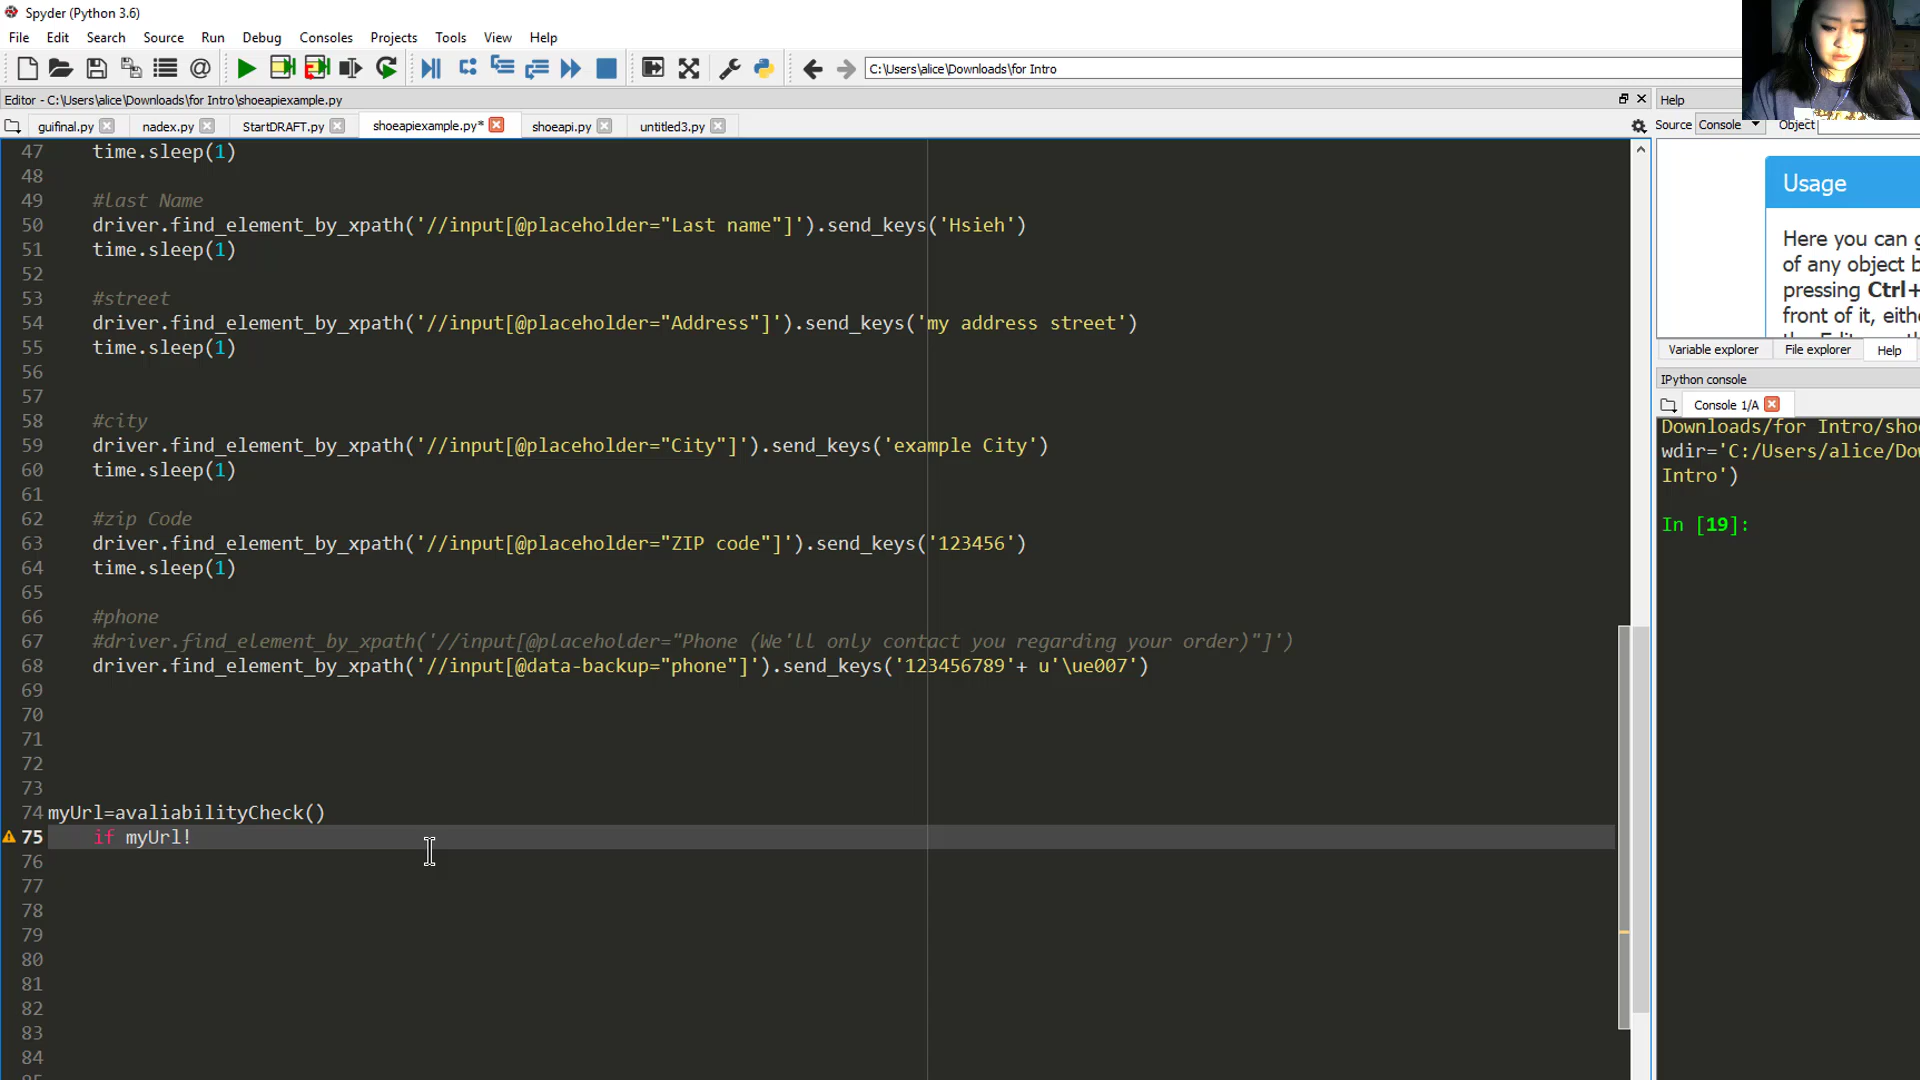 Spyder (Python 3.6)
File Edit Search Source Run Debug Consoles Projects Tools View Help
C:\Users\alice\Downloads\for Intro
Editor - C:\Users\alice\Downloads\for Intro\shoeapiexample.py
Help
guifinal.py nadex.py StartDRAFT.py shoeapiexample.py* shoeapi.py untitled3.py
Source Console Object
47 time.sleep(1)
48
49 #last Name
50 driver.find_element_by_xpath('//input[@placeholder="Last name"]').send_keys('Hsieh')
51 time.sleep(1)
52
53 #street
54 driver.find_element_by_xpath('//input[@placeholder="Address"]').send_keys('my address street')
55 time.sleep(1)
56
57
58 #city
59 driver.find_element_by_xpath('//input[@placeholder="City"]').send_keys('example City')
60 time.sleep(1)
61
62 #zip Code
63 driver.find_element_by_xpath('//input[@placeholder="ZIP code"]').send_keys('123456')
64 time.sleep(1)
65
66 #phone
67 #driver.find_element_by_xpath('//input[@placeholder="Phone (We'll only contact you regarding your order)"]')
68 driver.find_element_by_xpath('//input[@data-backup="phone"]').send_keys('123456789'+ u'\ue007')
69
70
71
72
73
74 myUrl=avaliabilityCheck()
75 if myUrl!
76
77
78
79
80
81
82
83
84
Usage
Here you can g
of any object b
pressing Ctrl+
front of it, eithe
Variable explorer File explorer Help
IPython console
Console 1/A
Downloads/for Intro/shoe
wdir='C:/Users/alice/Dow
Intro')
In [19]: